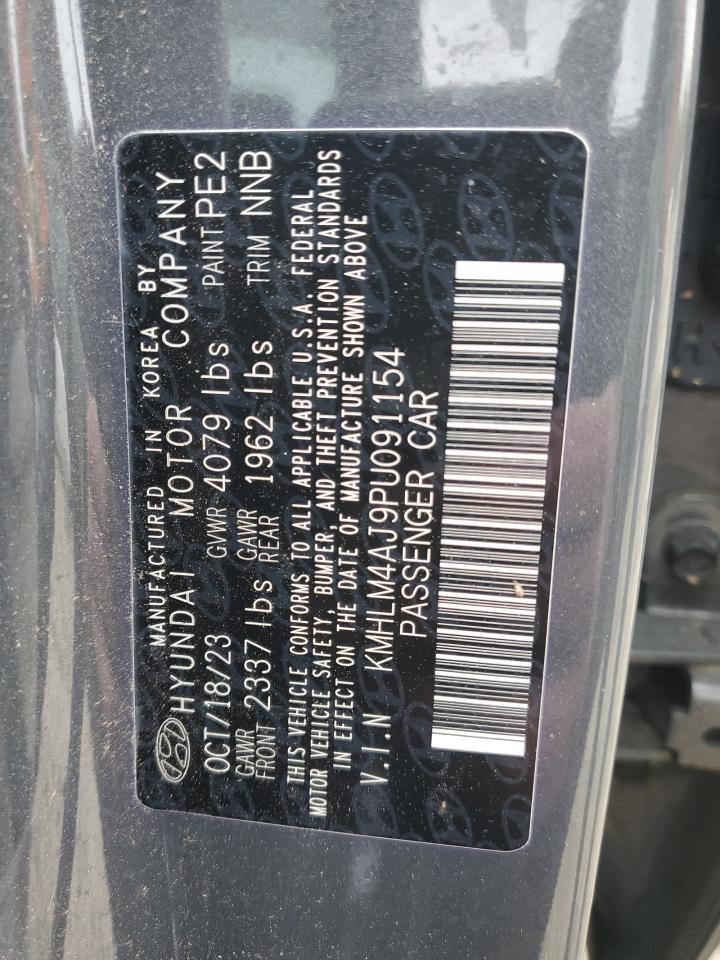 MANUFACTURED IN KOREA BY
HYUNDAI MOTOR COMPANY
OCT/18/23 GVWR 4079 lbs PAINT PE2
GAWR FRONT 2337 lbs GAWR REAR 1962 lbs TRIM NNB
THIS VEHICLE CONFORMS TO ALL APPLICABLE U.S.A. FEDERAL
MOTOR VEHICLE SAFETY, BUMPER, AND THEFT PREVENTION STANDARDS
IN EFFECT ON THE DATE OF MANUFACTURE SHOWN ABOVE
V.I.N KMHLM4AJ9PU091154
PASSENGER CAR